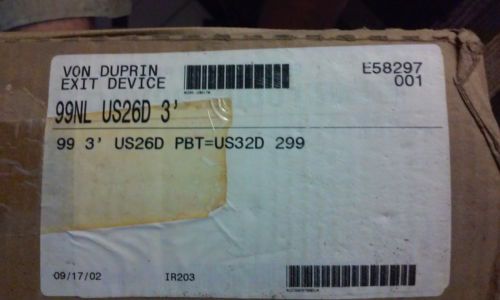 VON DUPRIN
EXIT DEVICE
E58297
001
99NL US26D 3'
99 3' US26D PBT=US32D 299
09/17/02
IR203